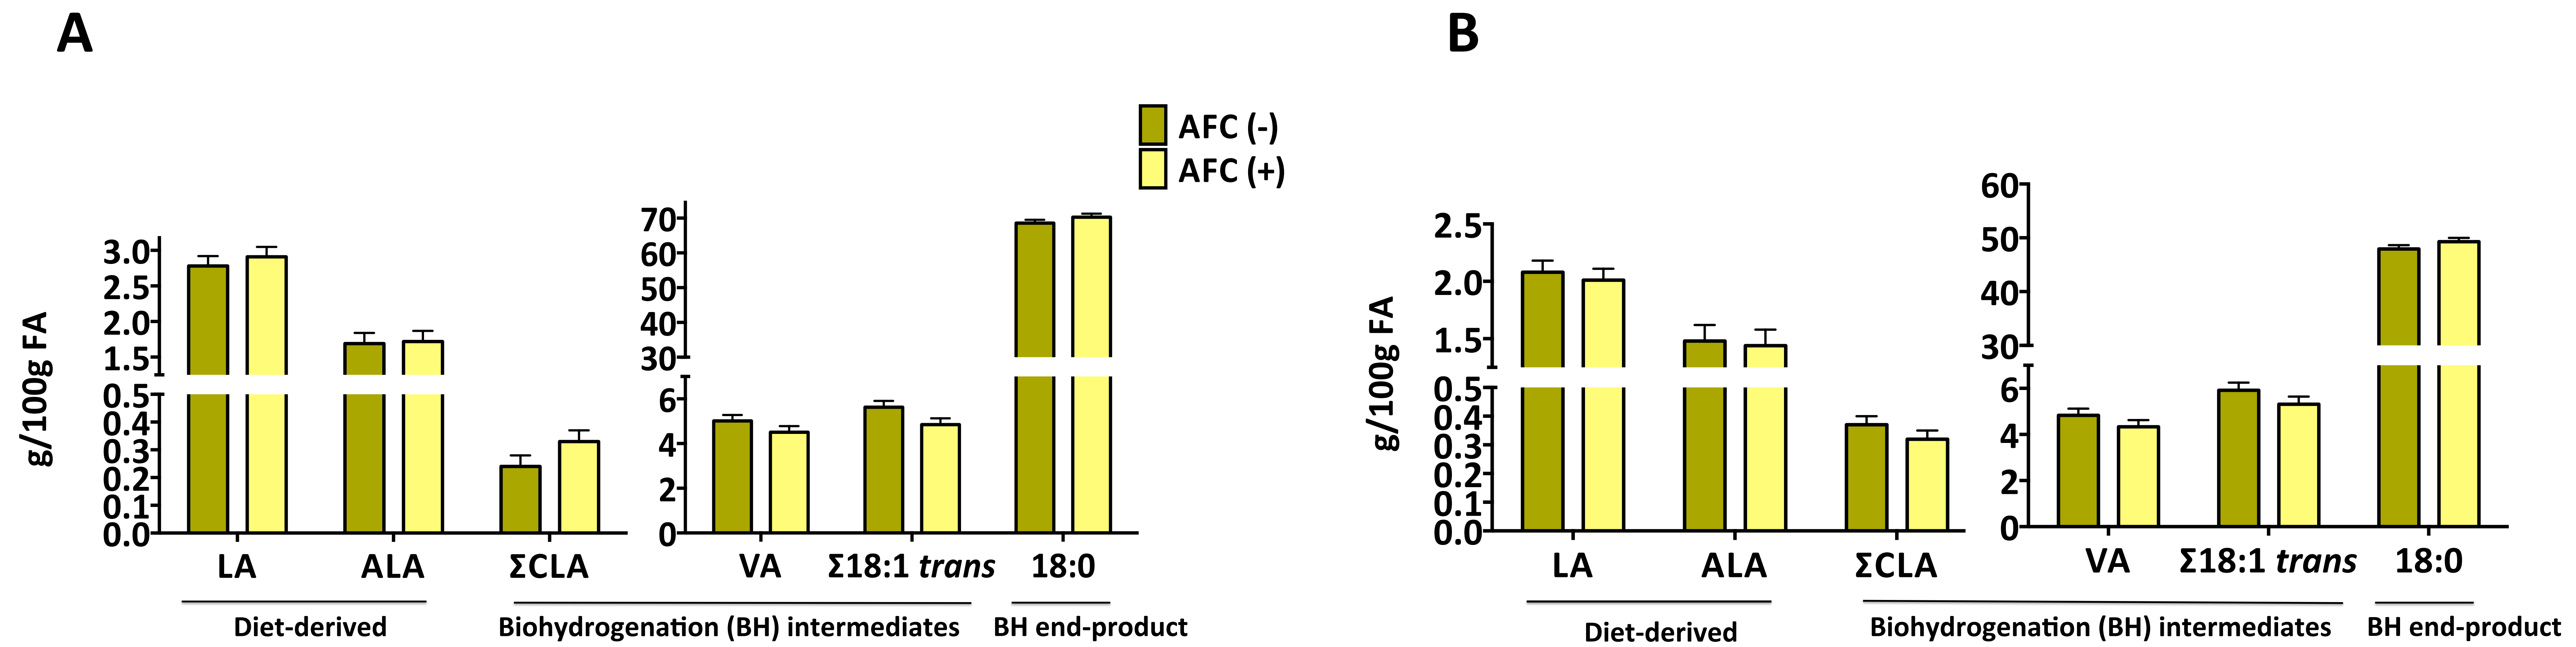 A
B
AFC (-)
AFC (+)
g/100g FA
3.0
2.5
2.0
1.5
0.5
0.4
0.3
0.2
0.1
0.0
LA
ALA
ΣCLA
70
60
50
40
30
6
4
2
0
VA
Σ18:1 trans
18:0
Diet-derived
Biohydrogenation (BH) intermediates
BH end-product
g/100g FA
2.5
2.0
1.5
0.5
0.4
0.3
0.2
0.1
0.0
LA
ALA
ΣCLA
60
50
40
30
6
4
2
0
VA
Σ18:1 trans
18:0
Diet-derived
Biohydrogenation (BH) intermediates
BH end-product